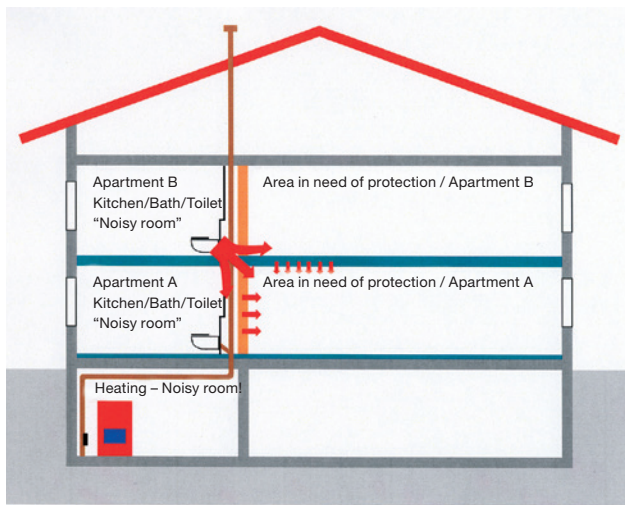 Apartment B
Kitchen/Bath/Toilet
“Noisy room”
Area in need of protection / Apartment B
Apartment A
Kitchen/Bath/Toilet
“Noisy room”
Area in need of protection / Apartment A
Heating – Noisy room!